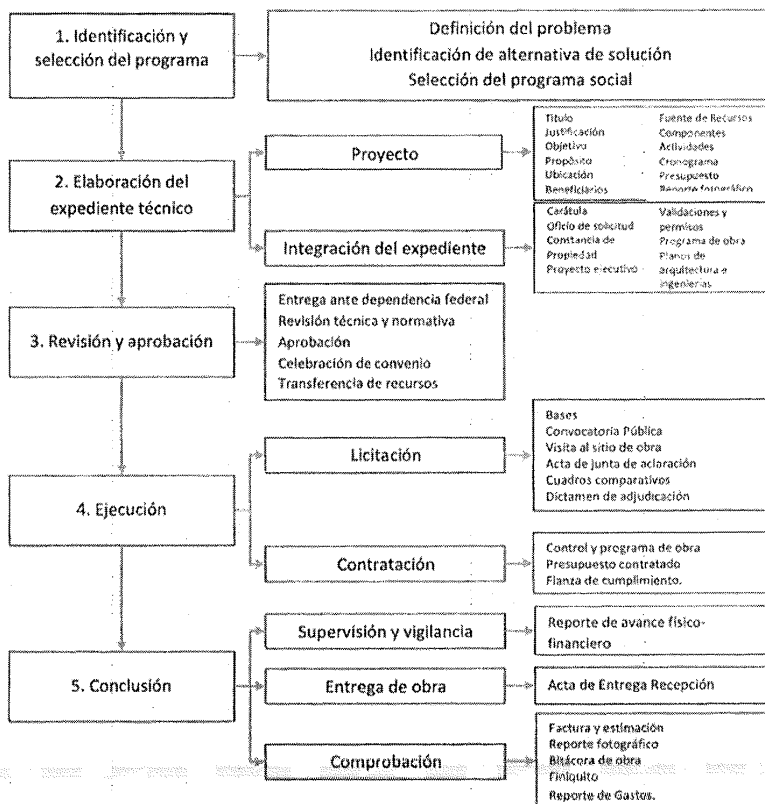 1. Identificación y
selección del programa
Definición del problema
Identificación de alternativa de solución
Selección del programa social
2. Elaboración del
expediente técnico
Proyecto
Titulo
Justificación
Objetivo
Propósito
Ubicación
Beneficiarios
Fuente de Recursos
Componentes
Actividades
Cronograma
Presupuesto
Reporte fotográfico
Integración del expediente
Carátula
Oficio de solicitud
Constancia de
Propiedad
Proyecto ejecutivo
Validaciones y
permisos
Programa de obra
Planos de
arquitectura e
ingenierías
3. Revisión y aprobación
Entrega ante dependencia federal
Revisión técnica y normativa
Aprobación
Celebración de convenio
Transferencia de recursos
4. Ejecución
Licitación
Bases
Convocatoria Pública
Visita al sitio de obra
Acta de junta de aclaración
Cuadros comparativos
Dictamen de adjudicación
Contratación
Control y programa de obra
Presupuesto contratado
Fianza de cumplimiento.
5. Conclusión
Supervisión y vigilancia
Reporte de avance físico-
financiero
Entrega de obra
Acta de Entrega Recepción
Comprobación
Factura y estimación
Reporte fotográfico
Bitácora de obra
Finiquito
Reporte de Gastos.